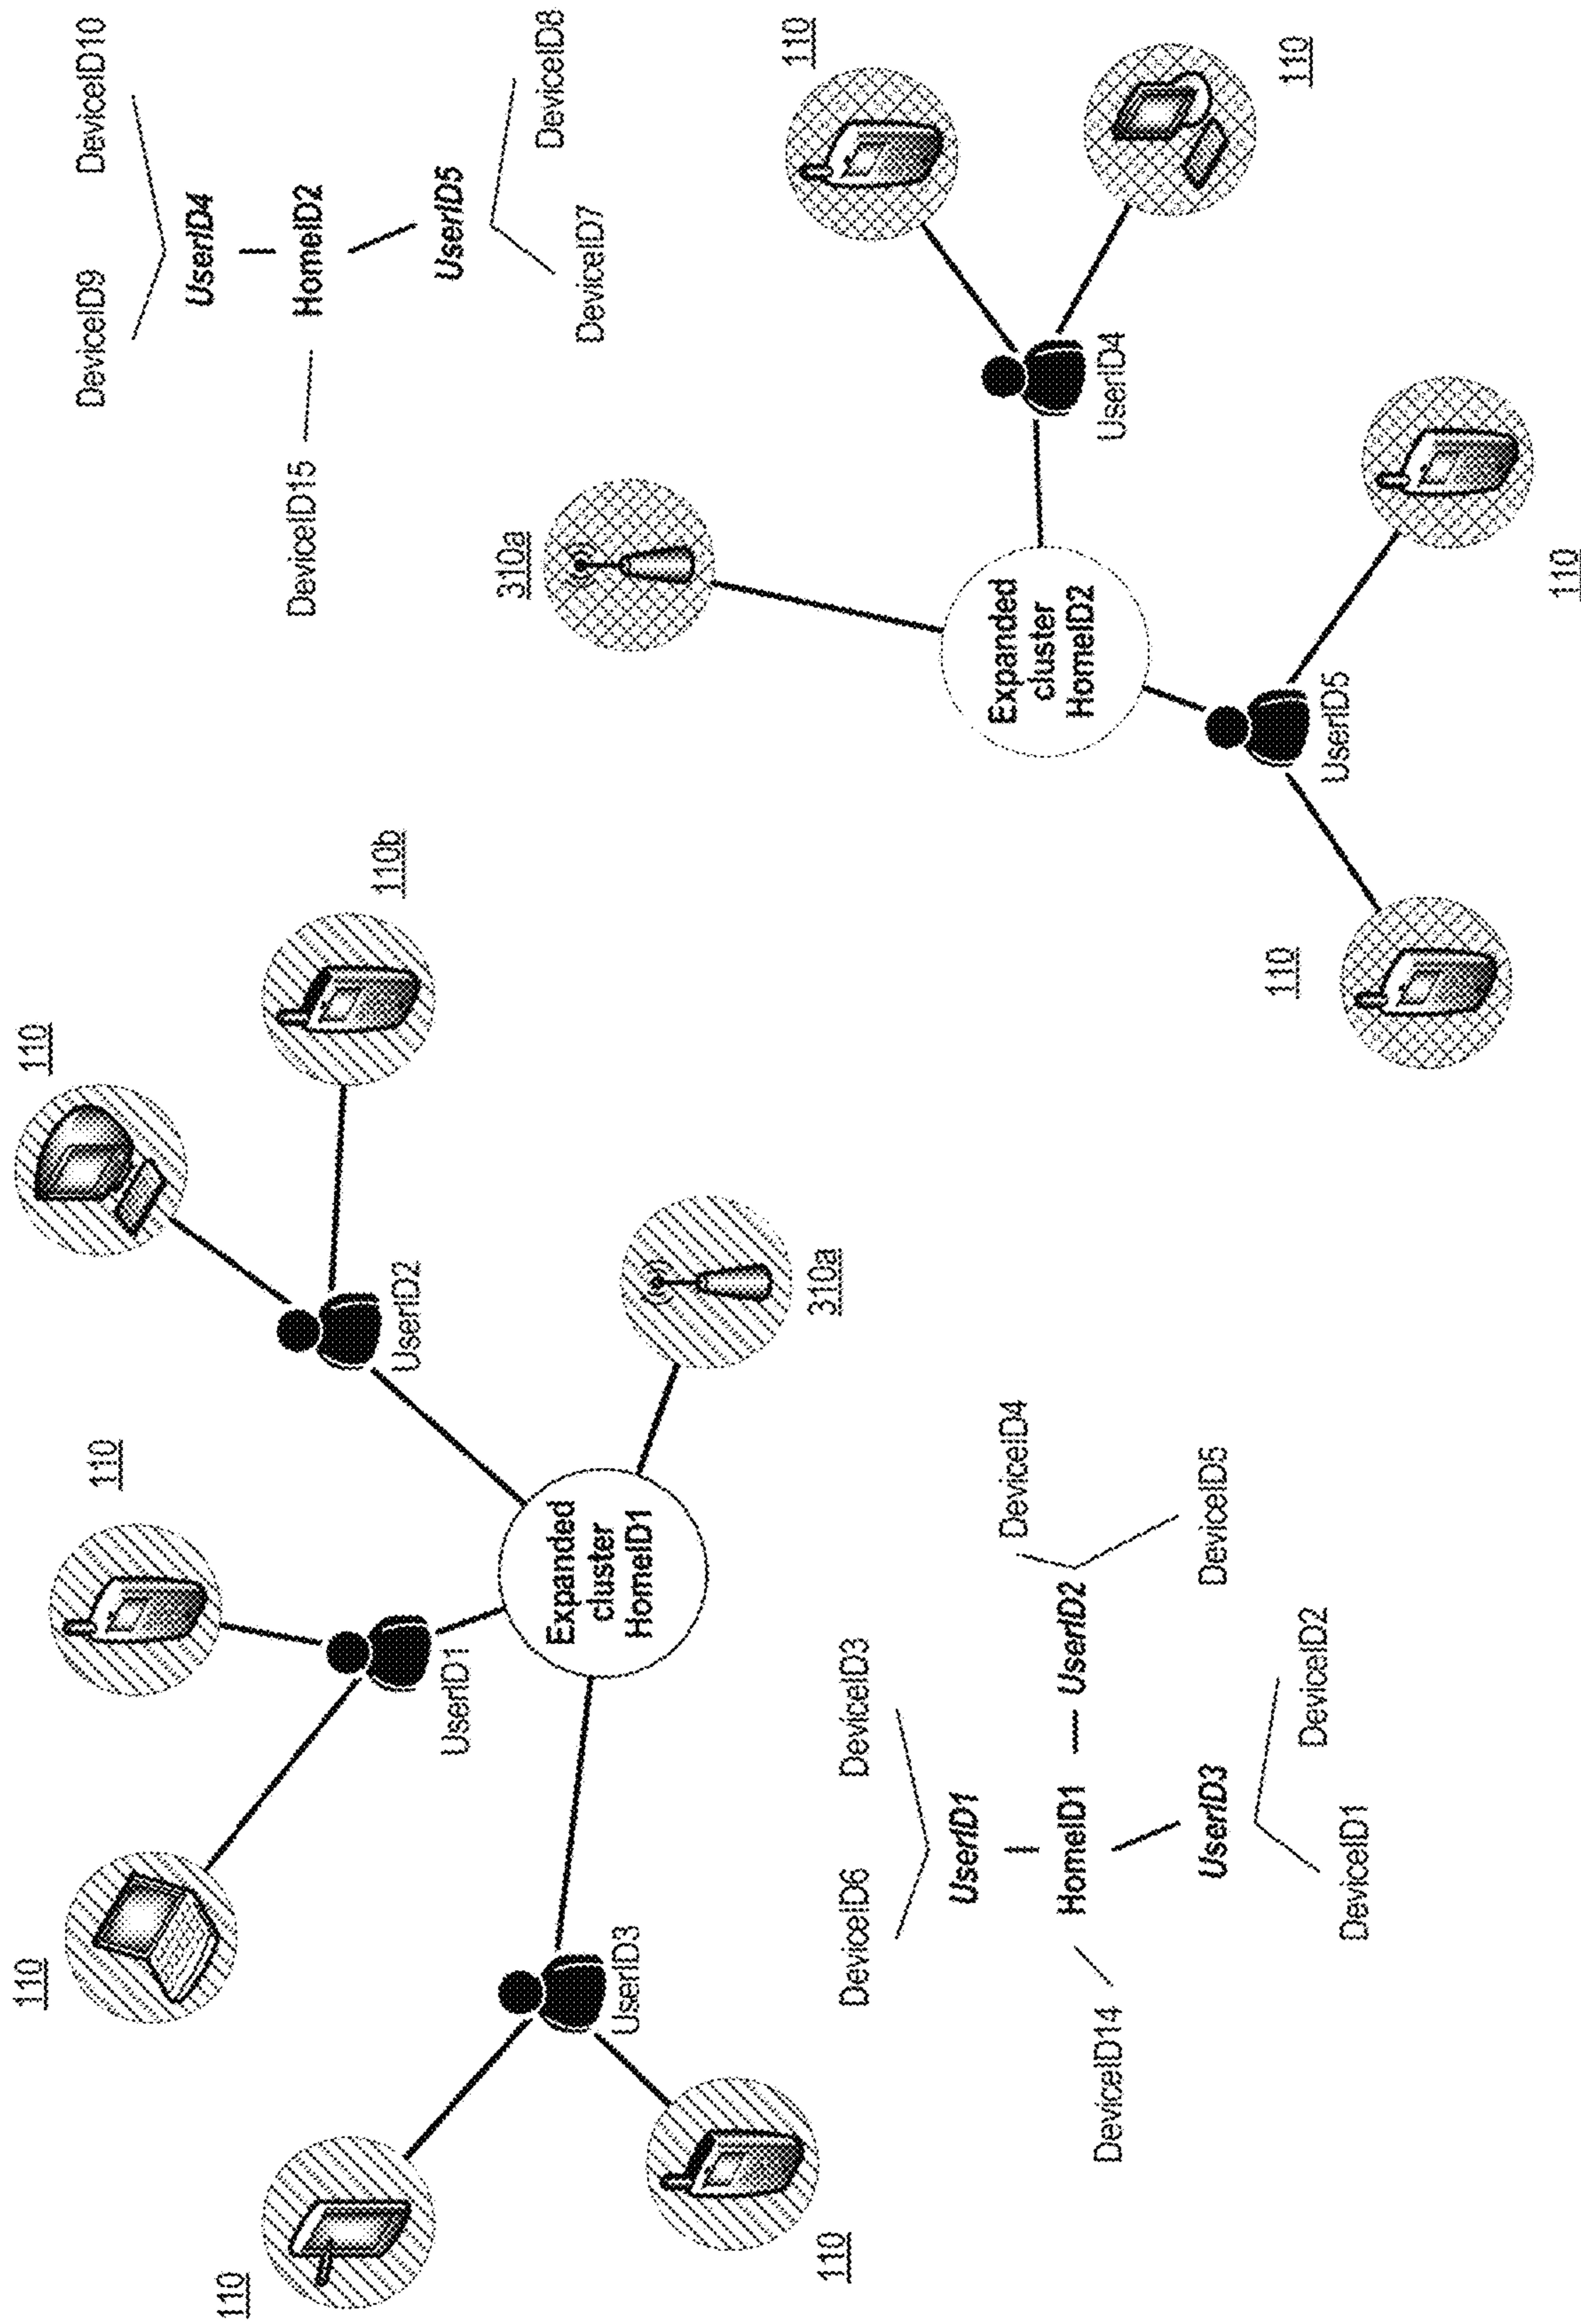 110
110
110
110
110b
UserID2
UserID1
Expanded
cluster
HomeID1
UserID3
310a
110
DeviceID6
DeviceID3
UserID1
DeviceID4
DeviceID14
HomeID1
UserID2
UserID3
DeviceID5
DeviceID2
DeviceID1
DeviceID9
DeviceID10
UserID4
DeviceID15
HomeID2
UserID5
DeviceID8
DeviceID7
310a
110
Expanded
cluster
HomeID2
UserID4
110
UserID5
110
110